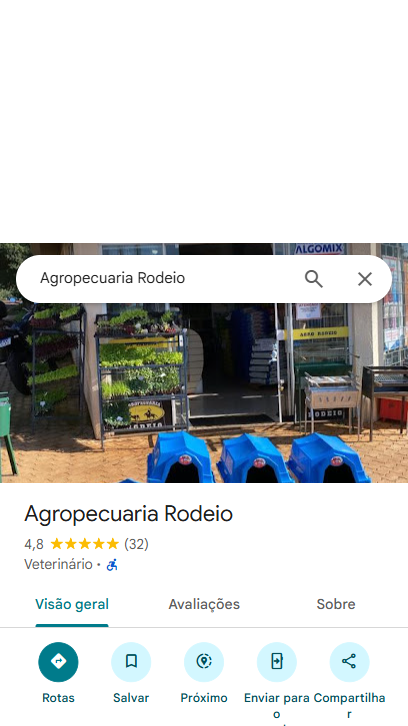 ALGOMIX
Agropecuaria Rodeio
AGRO RODEIO
RODEIO
Agropecuaria Rodeio
4,8 (32)
Veterinário •
Visão geral
Avaliações
Sobre
Rotas
Salvar
Próximo
Enviar para o
Compartilhar